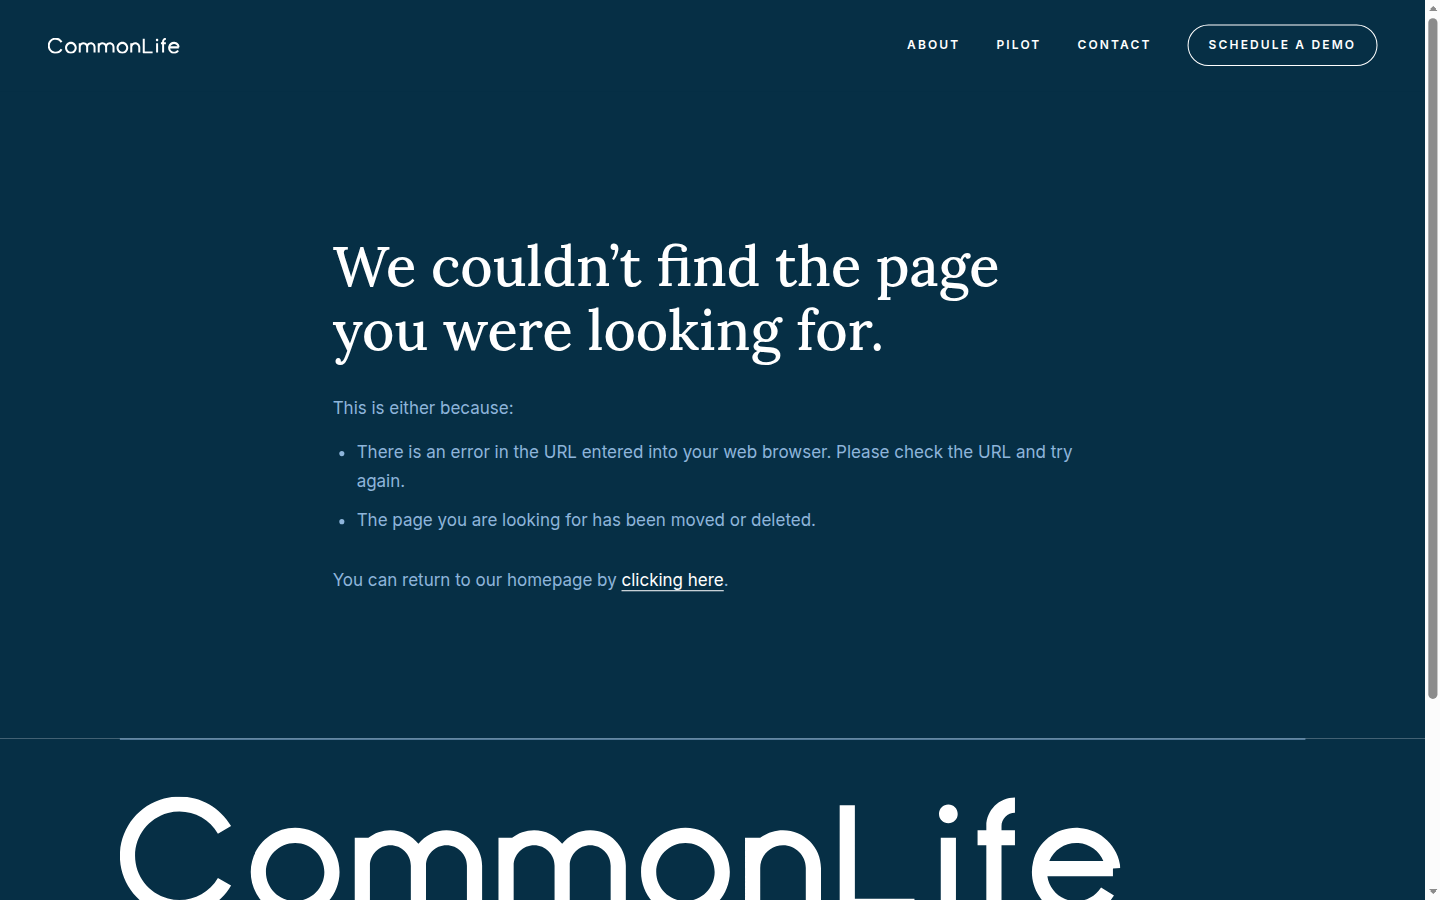 CommonLife
ABOUT
PILOT
CONTACT
SCHEDULE A DEMO
We couldn’t find the page
you were looking for.
This is either because:
• There is an error in the URL entered into your web browser. Please check the URL and try
again.
• The page you are looking for has been moved or deleted.
You can return to our homepage by clicking here.
CommonLife